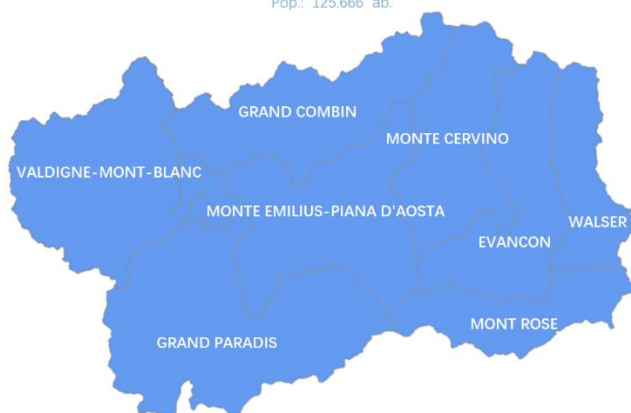 Pop.: 125.666 ab.
GRAND COMBIN
MONTE CERVINO
VALDIGNE-MONT-BLANC
MONTE EMILIUS-PIANA D'AOSTA
WALSER
EVANCON
MONT ROSE
GRAND PARADIS